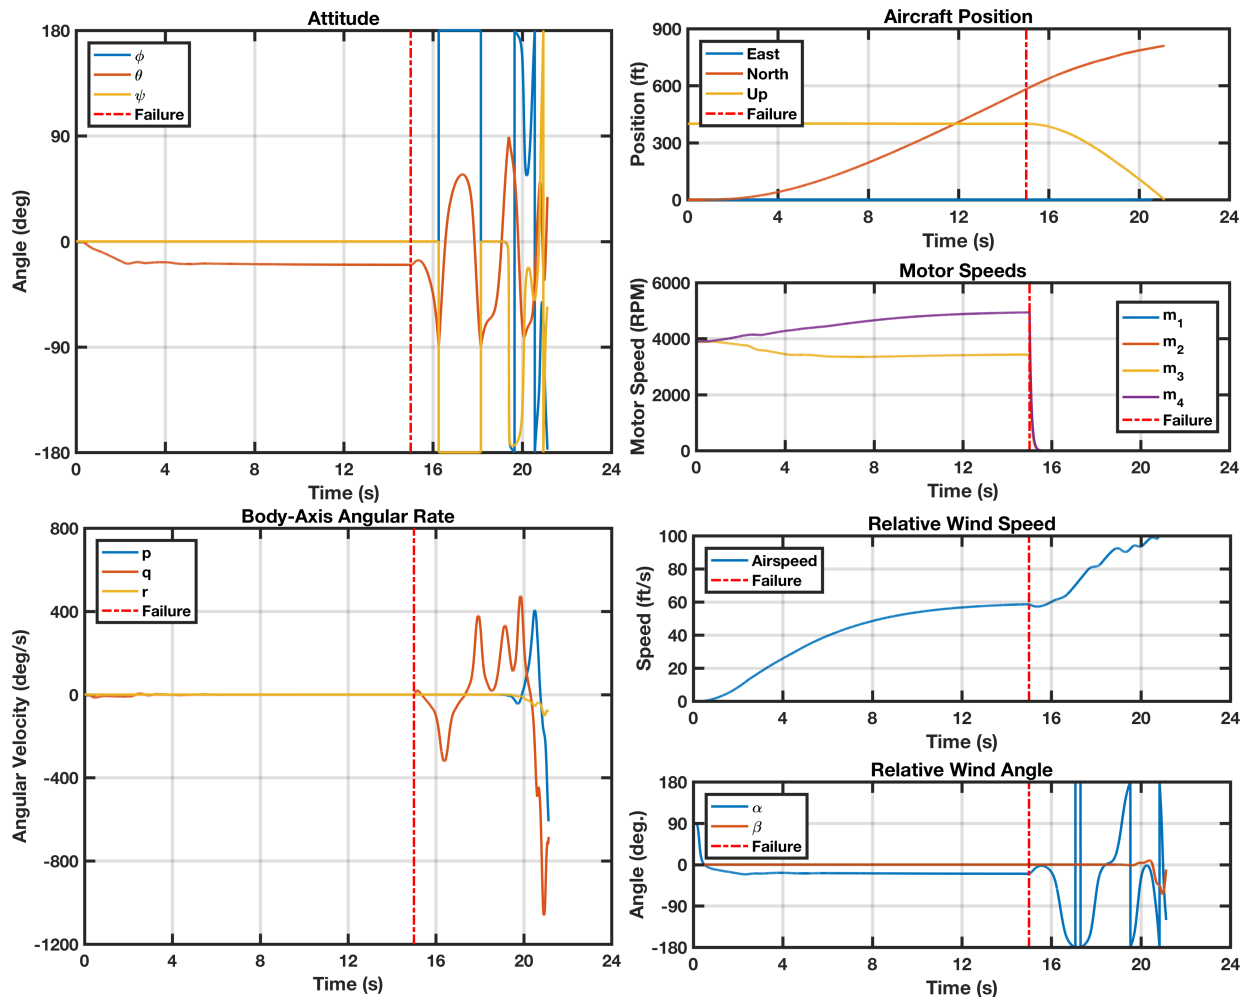 Attitude
180
90
0
-90
-180
Angle (deg)
ϕ
θ
ψ
Failure
0 4 8 12 16 20 24
Time (s)
Aircraft Position
900
600
300
0
Position (ft)
East
North
Up
Failure
0 4 8 12 16 20 24
Time (s)
Motor Speeds
6000
4000
2000
0
Motor Speed (RPM)
m1
m2
m3
m4
Failure
0 4 8 12 16 20 24
Time (s)
Body-Axis Angular Rate
800
400
0
-400
-800
-1200
Angular Velocity (deg/s)
p
q
r
Failure
0 4 8 12 16 20 24
Time (s)
Relative Wind Speed
100
80
60
40
20
0
Speed (ft/s)
Airspeed
Failure
0 4 8 12 16 20 24
Time (s)
Relative Wind Angle
180
90
0
-90
-180
Angle (deg.)
α
β
Failure
0 4 8 12 16 20 24
Time (s)